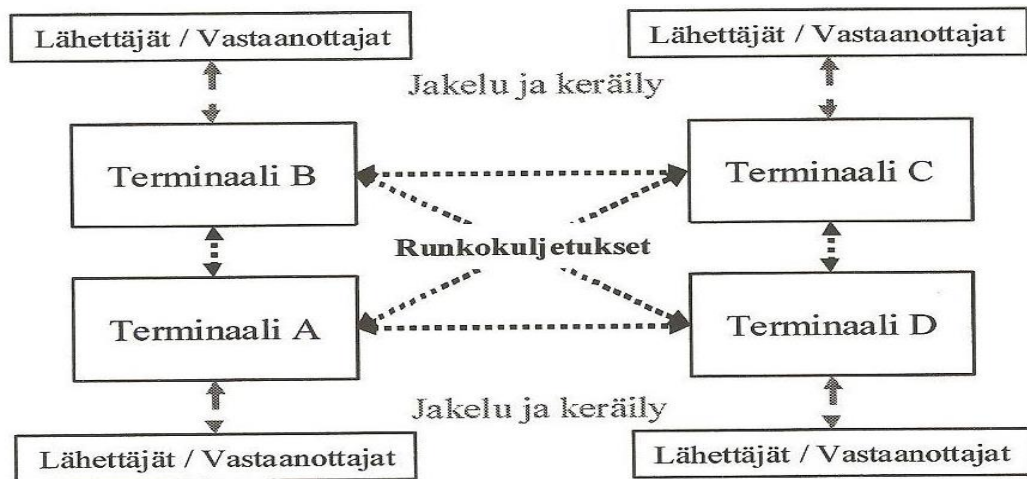 Lähettäjät / Vastaanottajat
Lähettäjät / Vastaanottajat
Jakelu ja keräily
Terminaali B
Terminaali C
Runkokuljetukset
Terminaali A
Terminaali D
Jakelu ja keräily
Lähettäjät / Vastaanottajat
Lähettäjät / Vastaanottajat